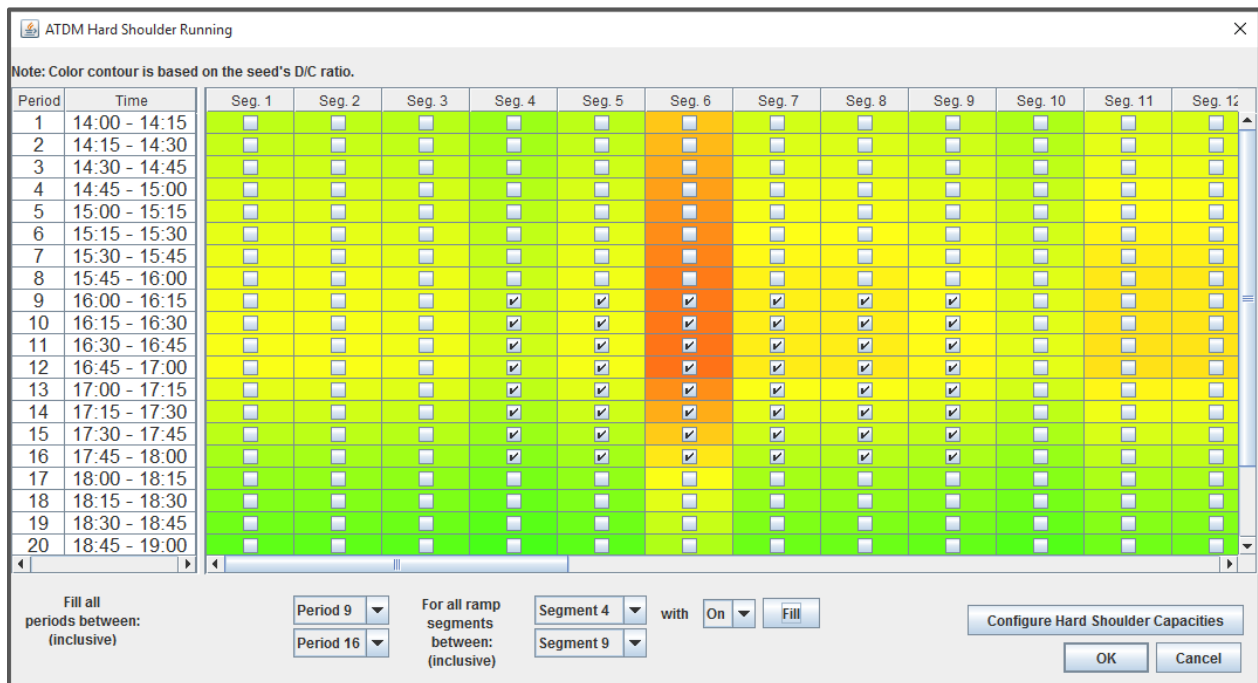 ATDM Hard Shoulder Running
Note: Color contour is based on the seed's D/C ratio.
Period Time Seg. 1 Seg. 2 Seg. 3 Seg. 4 Seg. 5 Seg. 6 Seg. 7 Seg. 8 Seg. 9 Seg. 10 Seg. 11 Seg. 12
1 14:00 - 14:15
2 14:15 - 14:30
3 14:30 - 14:45
4 14:45 - 15:00
5 15:00 - 15:15
6 15:15 - 15:30
7 15:30 - 15:45
8 15:45 - 16:00
9 16:00 - 16:15
10 16:15 - 16:30
11 16:30 - 16:45
12 16:45 - 17:00
13 17:00 - 17:15
14 17:15 - 17:30
15 17:30 - 17:45
16 17:45 - 18:00
17 18:00 - 18:15
18 18:15 - 18:30
19 18:30 - 18:45
20 18:45 - 19:00
Fill all
periods between:
(inclusive)
Period 9
Period 16
For all ramp
segments
between:
(inclusive)
Segment 4
Segment 9
with On Fill
Configure Hard Shoulder Capacities
OK Cancel